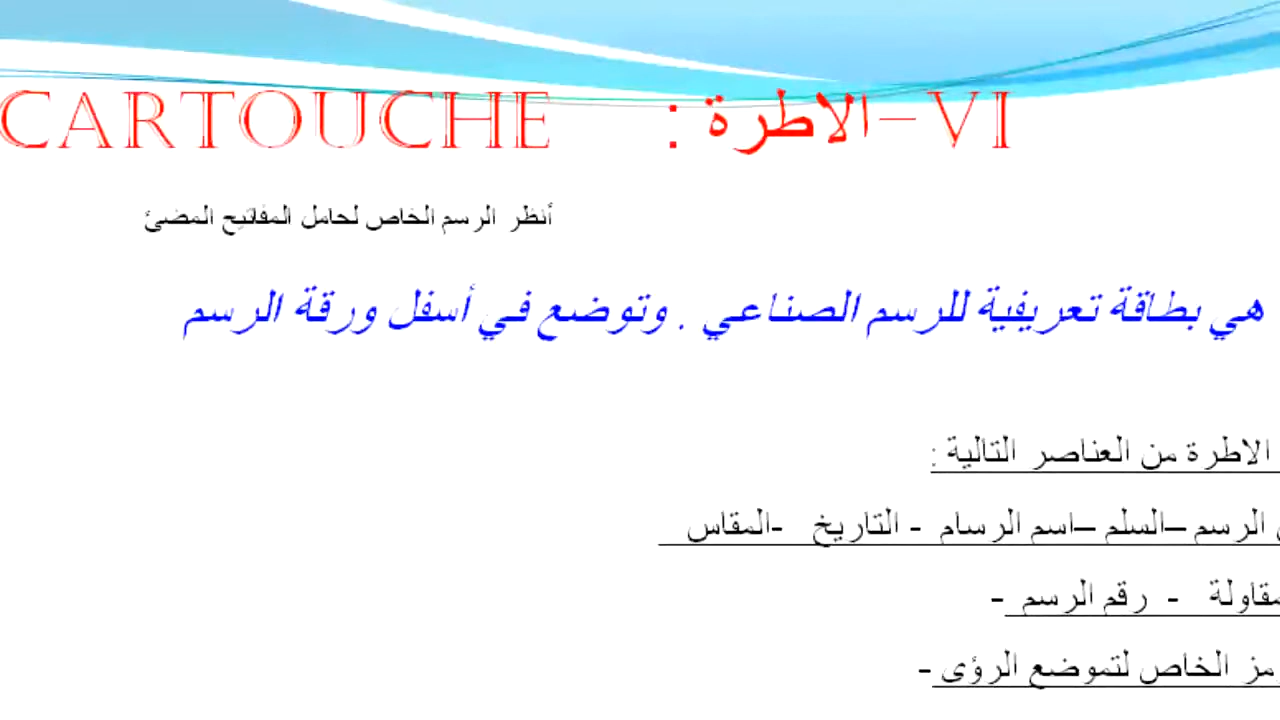 VI-الاطرة : CARTOUCHE
أنظر الرسم الخاص لحامل المفاتيح المضئ
هي بطاقة تعريفية للرسم الصناعي . وتوضع في أسفل ورقة الرسم
الاطرة من العناصر التالية :
الرسم –السلم –اسم الرسام - التاريخ -المقاس
- رقم الرسم -
الخاص لتموضع الرؤى -